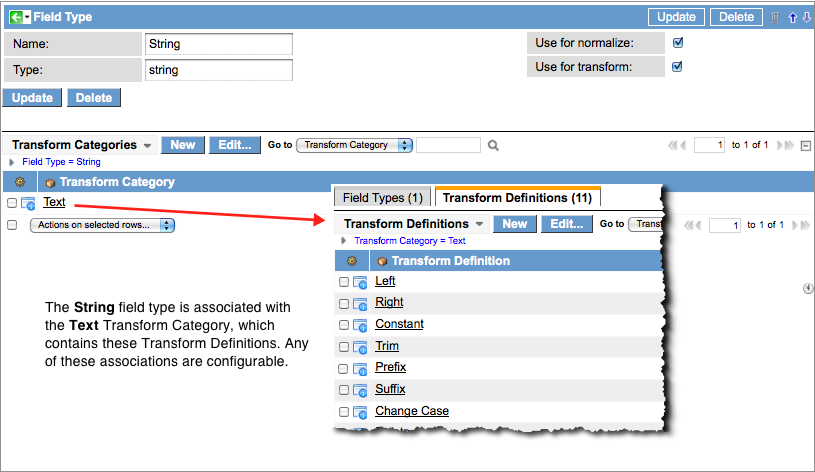 Field Type
Update Delete
Name: String
Use for normalize:
Type: string
Use for transform:
Update Delete
Transform Categories New Edit... Go to Transform Category 1 to 1 of 1
Field Type = String
Transform Category
Text
Actions on selected rows...
1 to 1 of 1
Field Types (1) Transform Definitions (11)
Transform Definitions New Edit... Go to Transf
Transform Category = Text
Transform Definition
Left
Right
Constant
Trim
Prefix
Suffix
Change Case
The String field type is associated with
the Text Transform Category, which
contains these Transform Definitions. Any
of these associations are configurable.